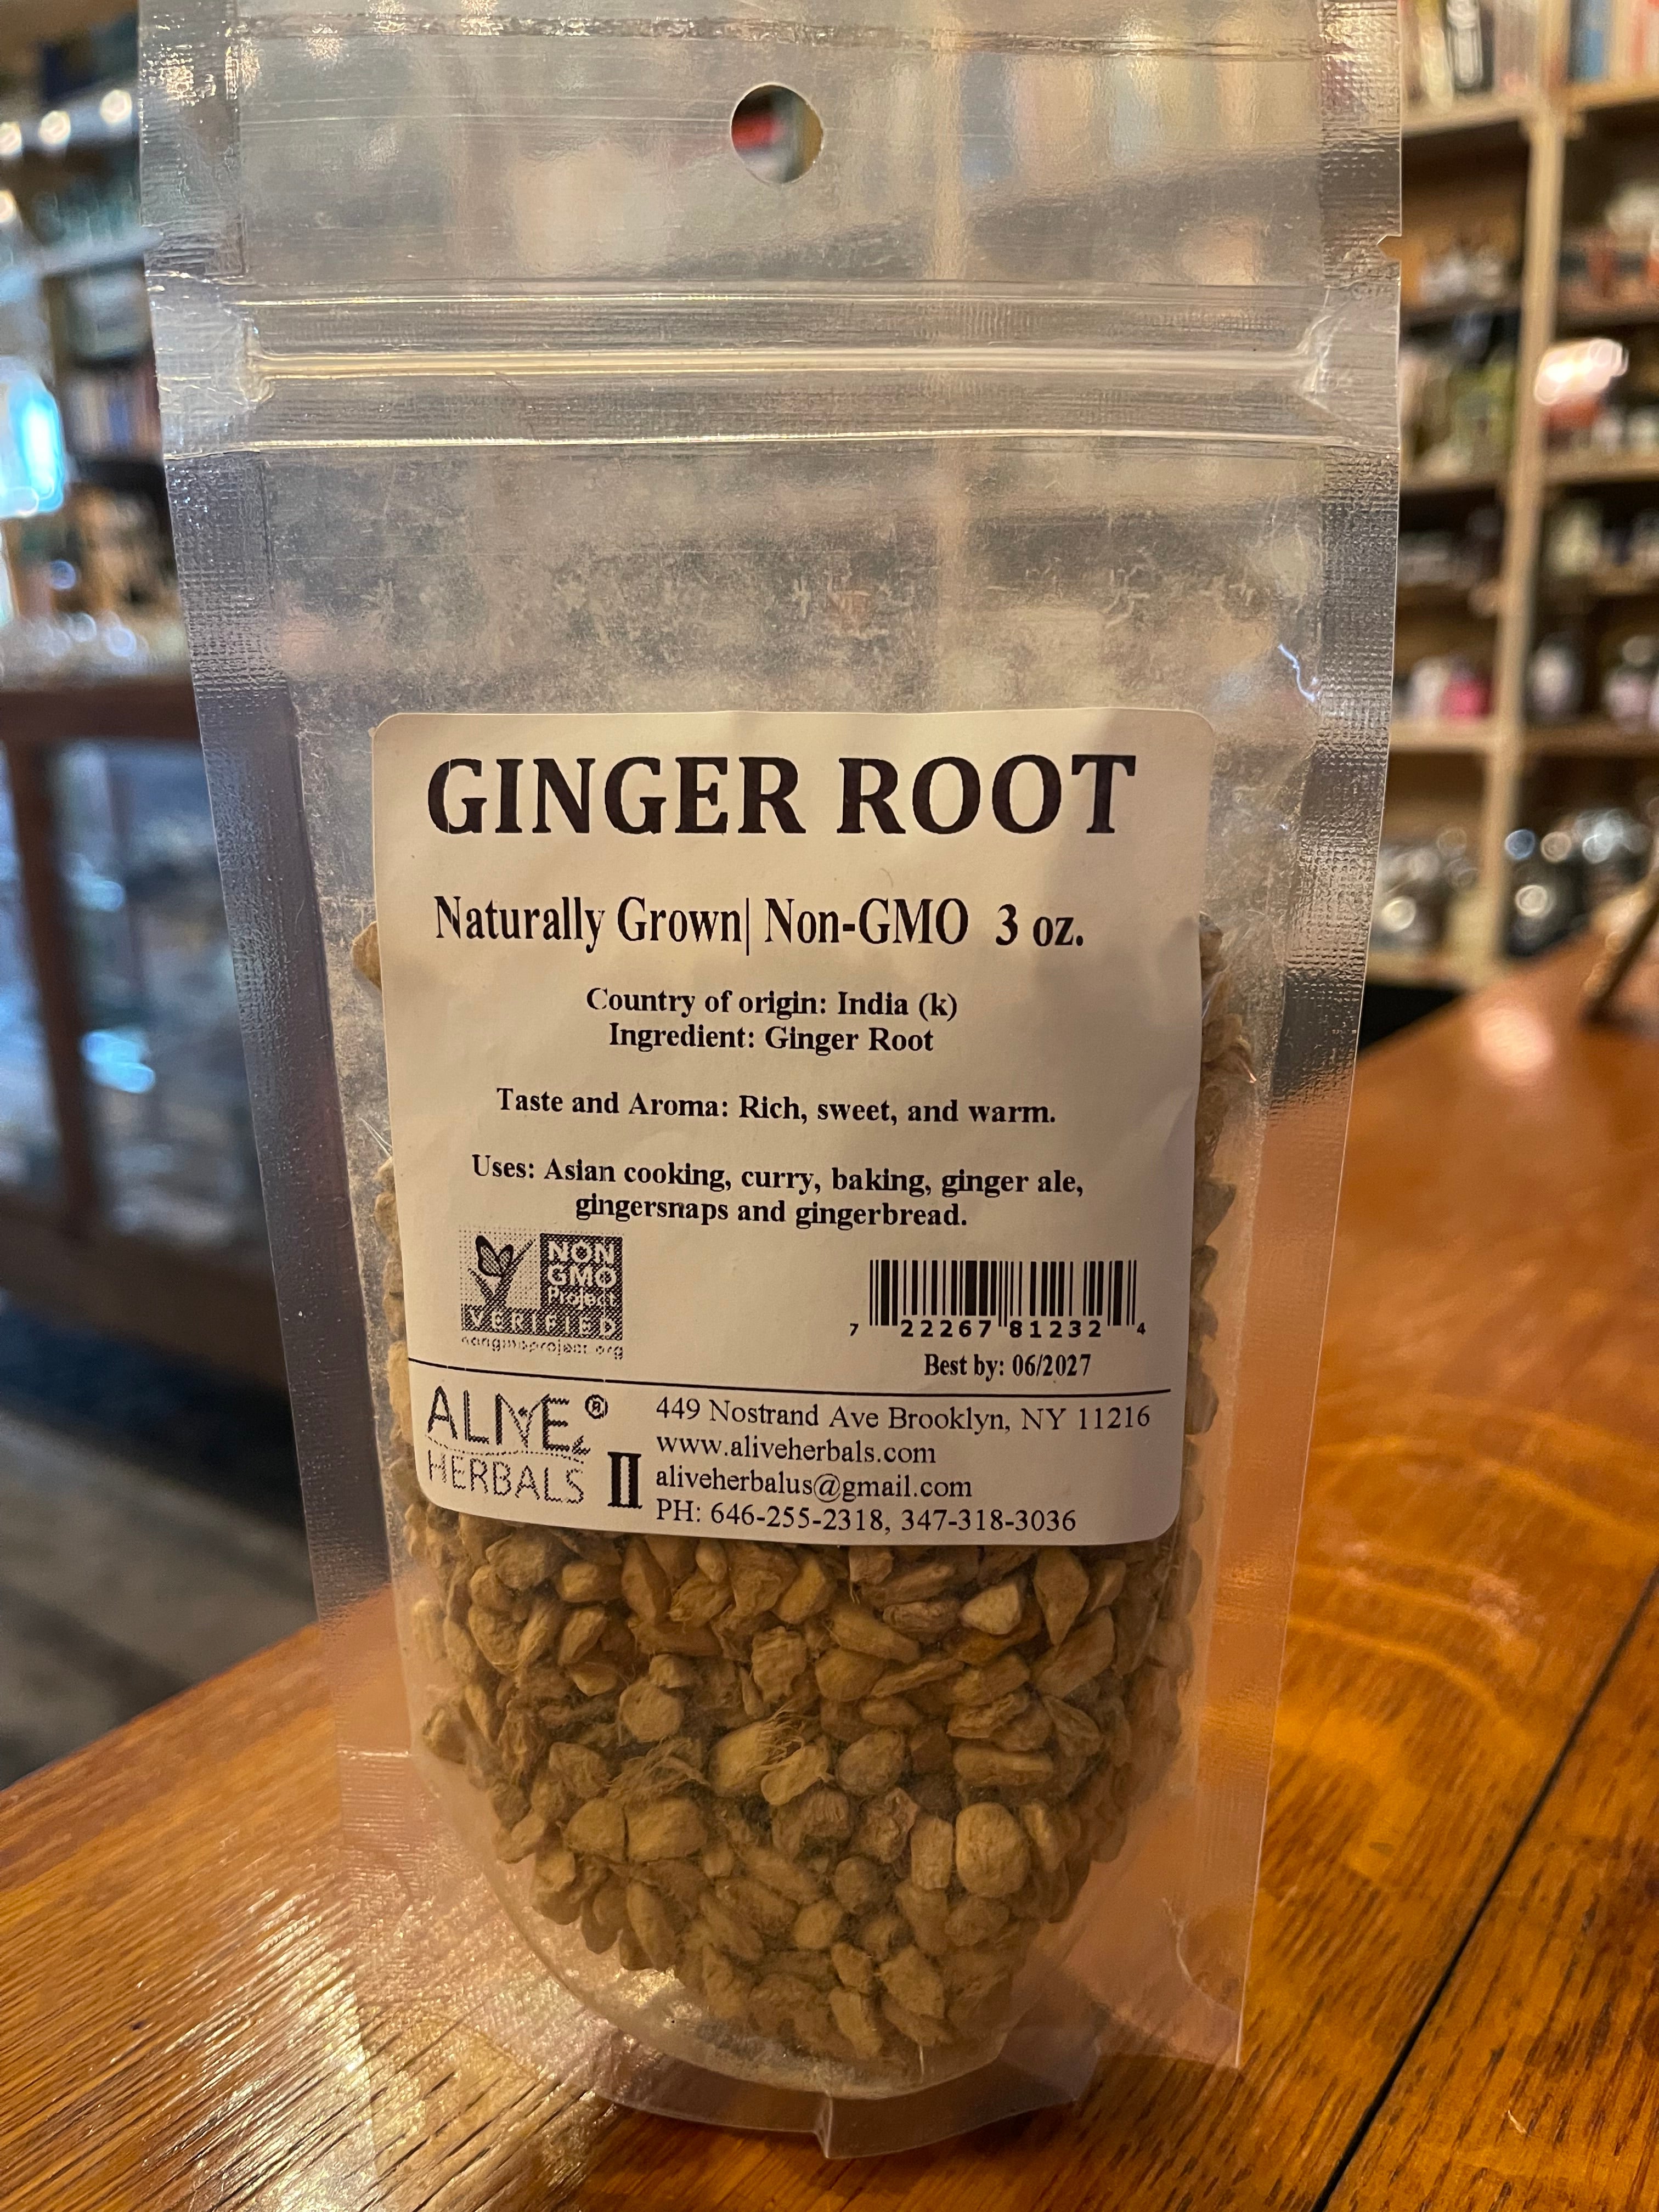 GINGER ROOT
Naturally Grown| Non-GMO 3 oz.
Country of origin: India (k)
Ingredient: Ginger Root
Taste and Aroma: Rich, sweet, and warm.
Uses: Asian cooking, curry, baking, ginger ale,
gingersnaps and gingerbread.
NON
GMO
Project
VERIFIED
nongmoproject.org
7 22267 81232 4
Best by: 06/2027
ALIVE®
HERBALS II
449 Nostrand Ave Brooklyn, NY 11216
www.aliveherbals.com
aliveherbalus@gmail.com
PH: 646-255-2318, 347-318-3036